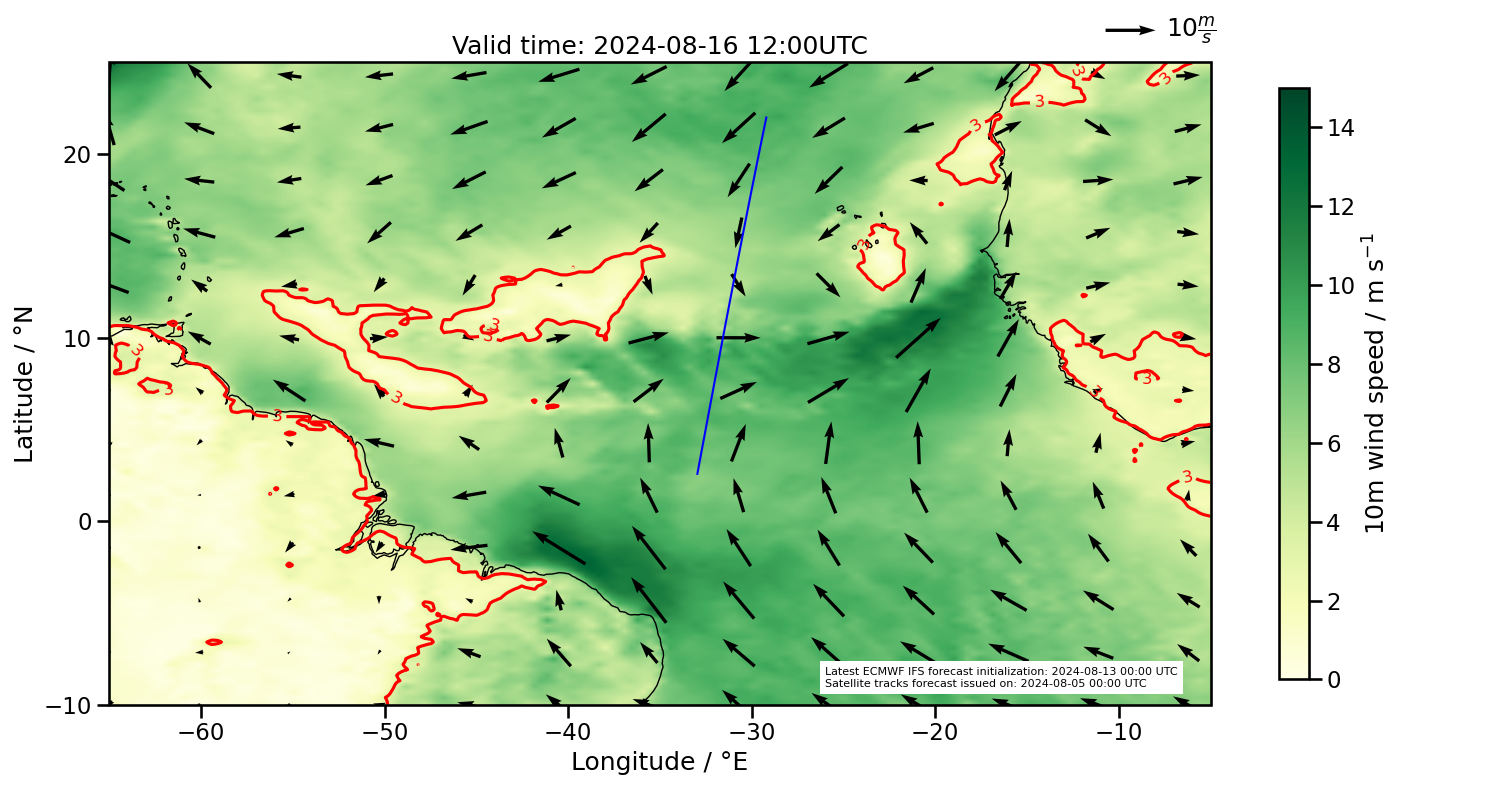 10 m/s
Valid time: 2024-08-16 12:00UTC
3 3 3
3
3
3
3
3
3
3
3
3
3
3
3
3
20
10
0
−10
Latitude / °N
−60 −50 −40 −30 −20 −10
Longitude / °E
Latest ECMWF IFS forecast initialization: 2024-08-13 00:00 UTC
Satellite tracks forecast issued on: 2024-08-05 00:00 UTC
14
12
10
8
6
4
2
0
10m wind speed / m s⁻¹